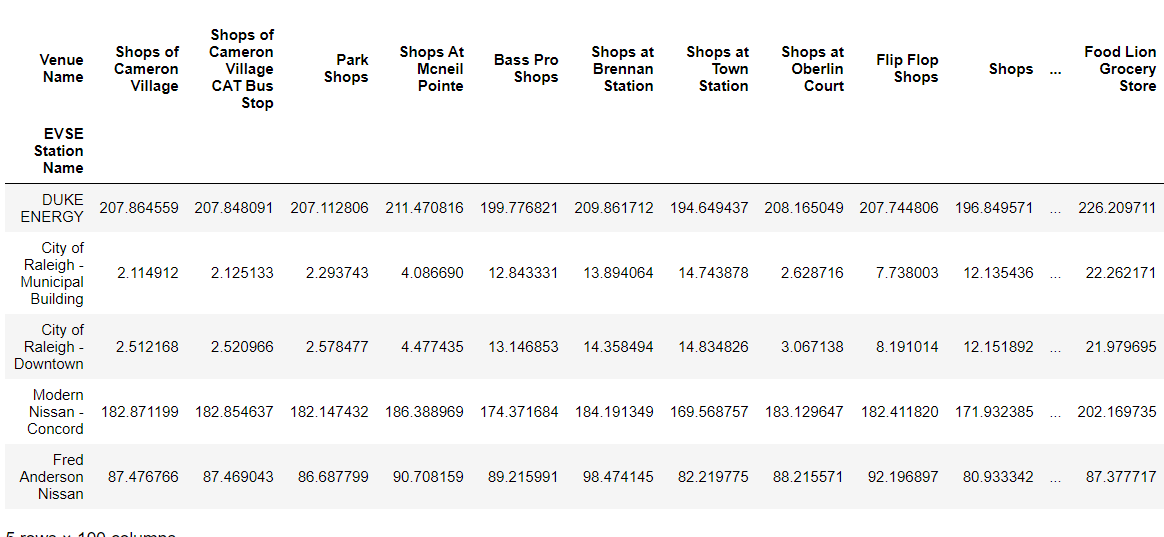 Venue Name Shops of Cameron Village Shops of Cameron Village CAT Bus Stop Park Shops Shops At Mcneil Pointe Bass Pro Shops Shops at Brennan Station Shops at Town Station Shops at Oberlin Court Flip Flop Shops Shops ... Food Lion Grocery Store
EVSE Station Name
DUKE ENERGY 207.864559 207.848091 207.112806 211.470816 199.776821 209.861712 194.649437 208.165049 207.744806 196.849571 ... 226.209711
City of Raleigh - Municipal Building 2.114912 2.125133 2.293743 4.086690 12.843331 13.894064 14.743878 2.628716 7.738003 12.135436 ... 22.262171
City of Raleigh - Downtown 2.512168 2.520966 2.578477 4.477435 13.146853 14.358494 14.834826 3.067138 8.191014 12.151892 ... 21.979695
Modern Nissan - Concord 182.871199 182.854637 182.147432 186.388969 174.371684 184.191349 169.568757 183.129647 182.411820 171.932385 ... 202.169735
Fred Anderson Nissan 87.476766 87.469043 86.687799 90.708159 89.215991 98.474145 82.219775 88.215571 92.196897 80.933342 ... 87.377717
5 rows × 100 columns